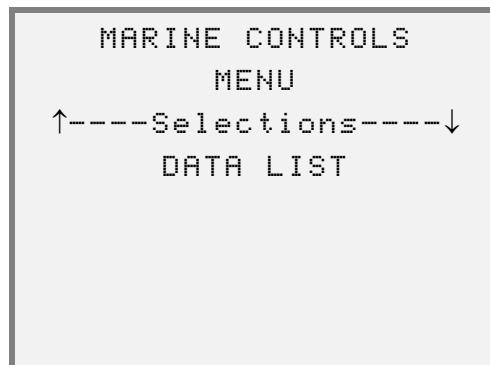 MARINE CONTROLS
MENU
↑----Selections----↓
DATA LIST